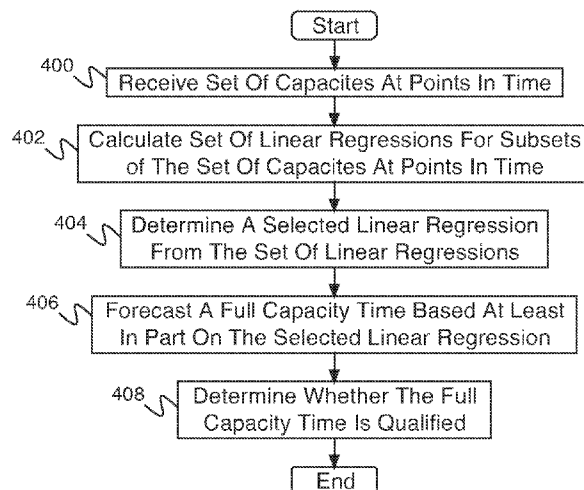 Start
400
Receive Set Of Capacites At Points In Time
402
Calculate Set Of Linear Regressions For Subsets
of The Set Of Capacites At Points In Time
404
Determine A Selected Linear Regression
From The Set Of Linear Regressions
406
Forecast A Full Capacity Time Based At Least
In Part On The Selected Linear Regression
408
Determine Whether The Full
Capacity Time Is Qualified
End